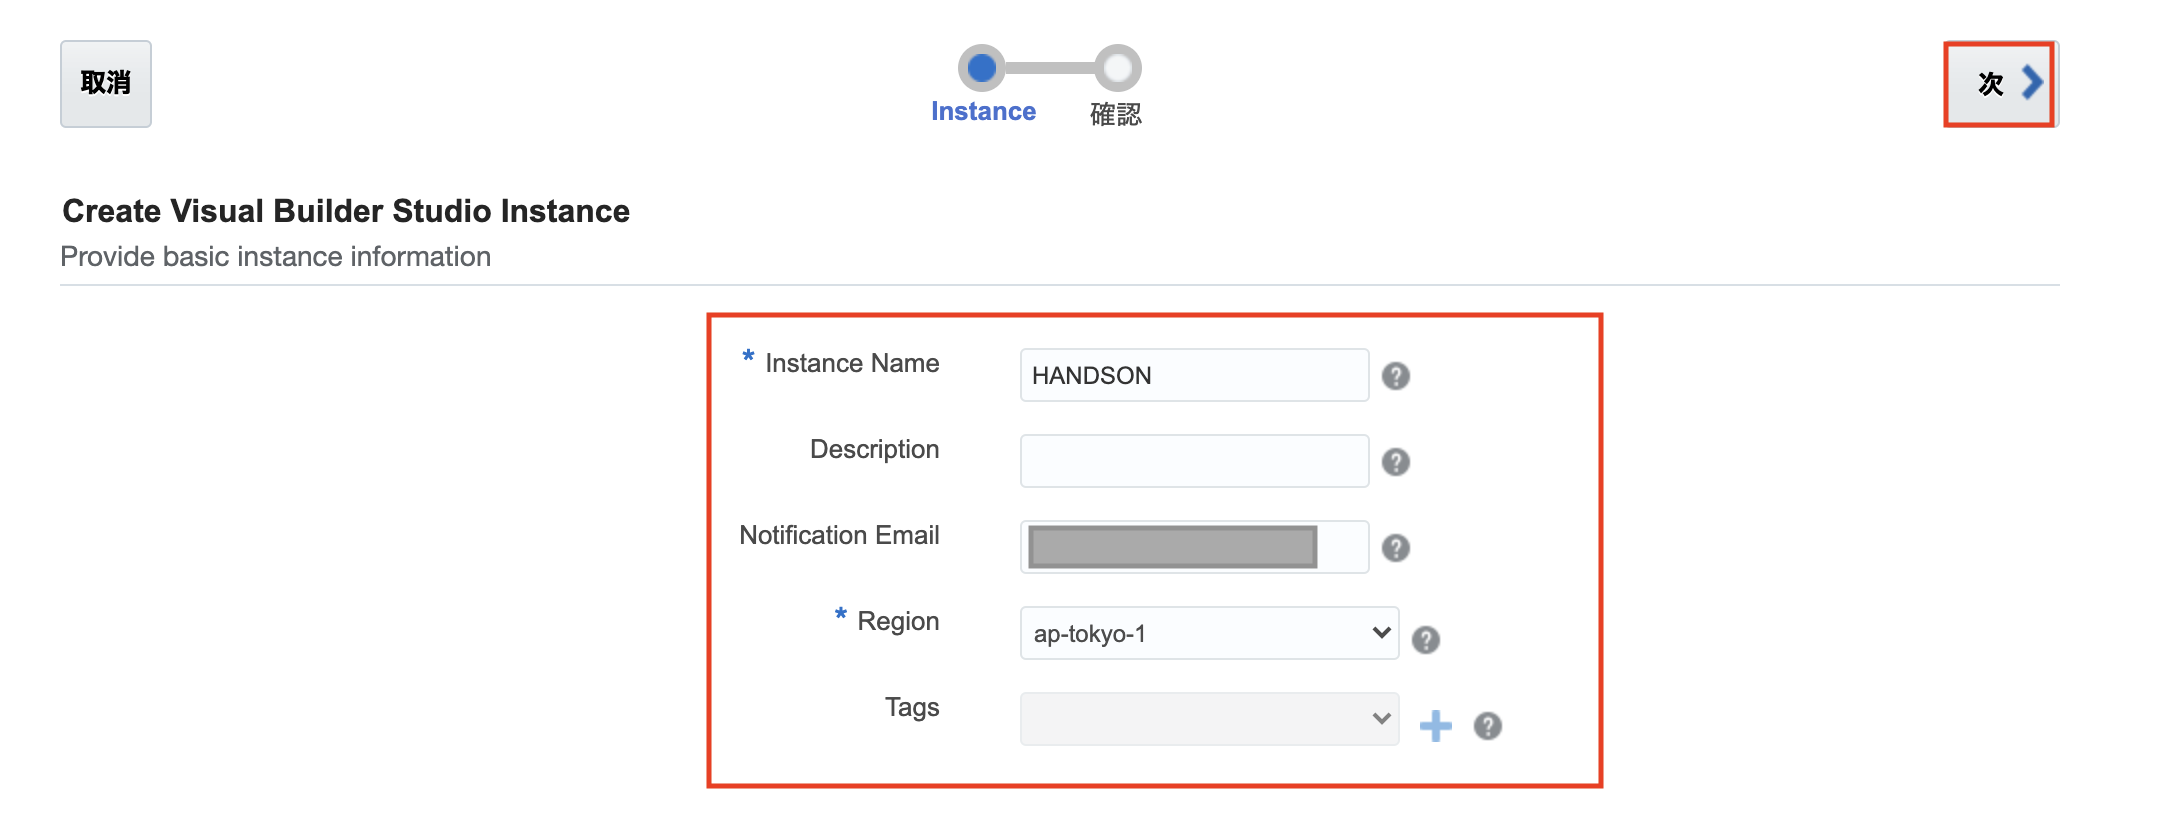 取消
Instance
確認
次
Create Visual Builder Studio Instance
Provide basic instance information
* Instance Name
HANDSON
Description
Notification Email
* Region
ap-tokyo-1
Tags